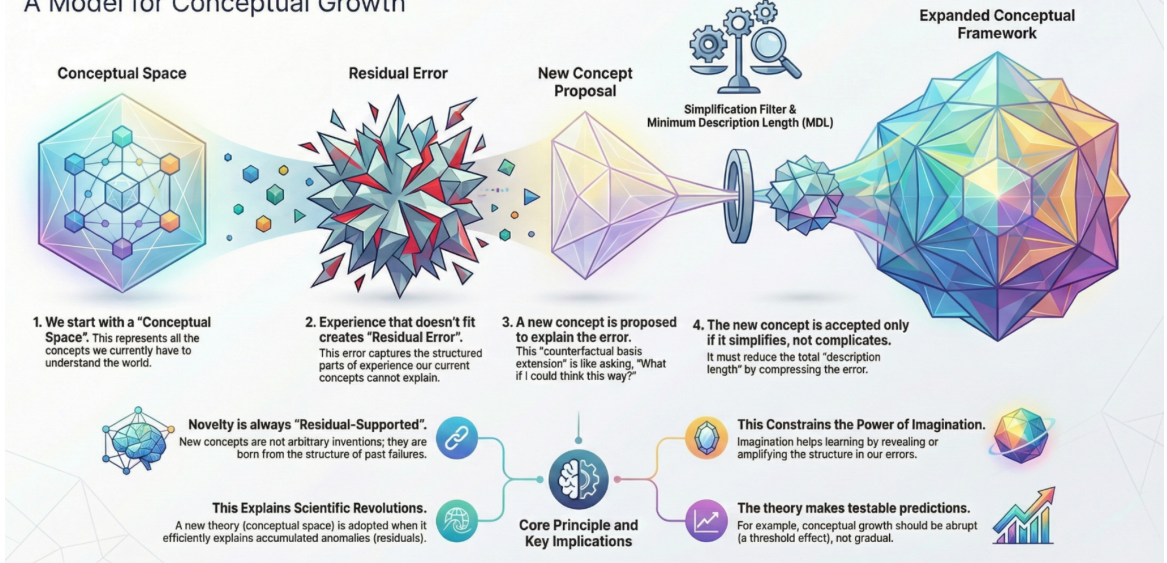 A Model for Conceptual Growth
Conceptual Space
Residual Error
New Concept
Proposal
Simplification Filter &
Minimum Description Length (MDL)
Expanded Conceptual
Framework
1. We start with a "Conceptual
Space". This represents all the
concepts we currently have to
understand the world.
2. Experience that doesn't fit
creates "Residual Error".
This error captures the structured
parts of experience our current
concepts cannot explain.
3. A new concept is proposed
to explain the error.
This "counterfactual basis
extension" is like asking, "What
if I could think this way?"
4. The new concept is accepted only
if it simplifies, not complicates.
It must reduce the total "description
length" by compressing the error.
Novelty is always "Residual-Supported".
New concepts are not arbitrary inventions; they are
born from the structure of past failures.
This Explains Scientific Revolutions.
A new theory (conceptual space) is adopted when it
efficiently explains accumulated anomalies (residuals).
Core Principle and
Key Implications
This Constrains the Power of Imagination.
Imagination helps learning by revealing or
amplifying the structure in our errors.
The theory makes testable predictions.
For example, conceptual growth should be abrupt
(a threshold effect), not gradual.